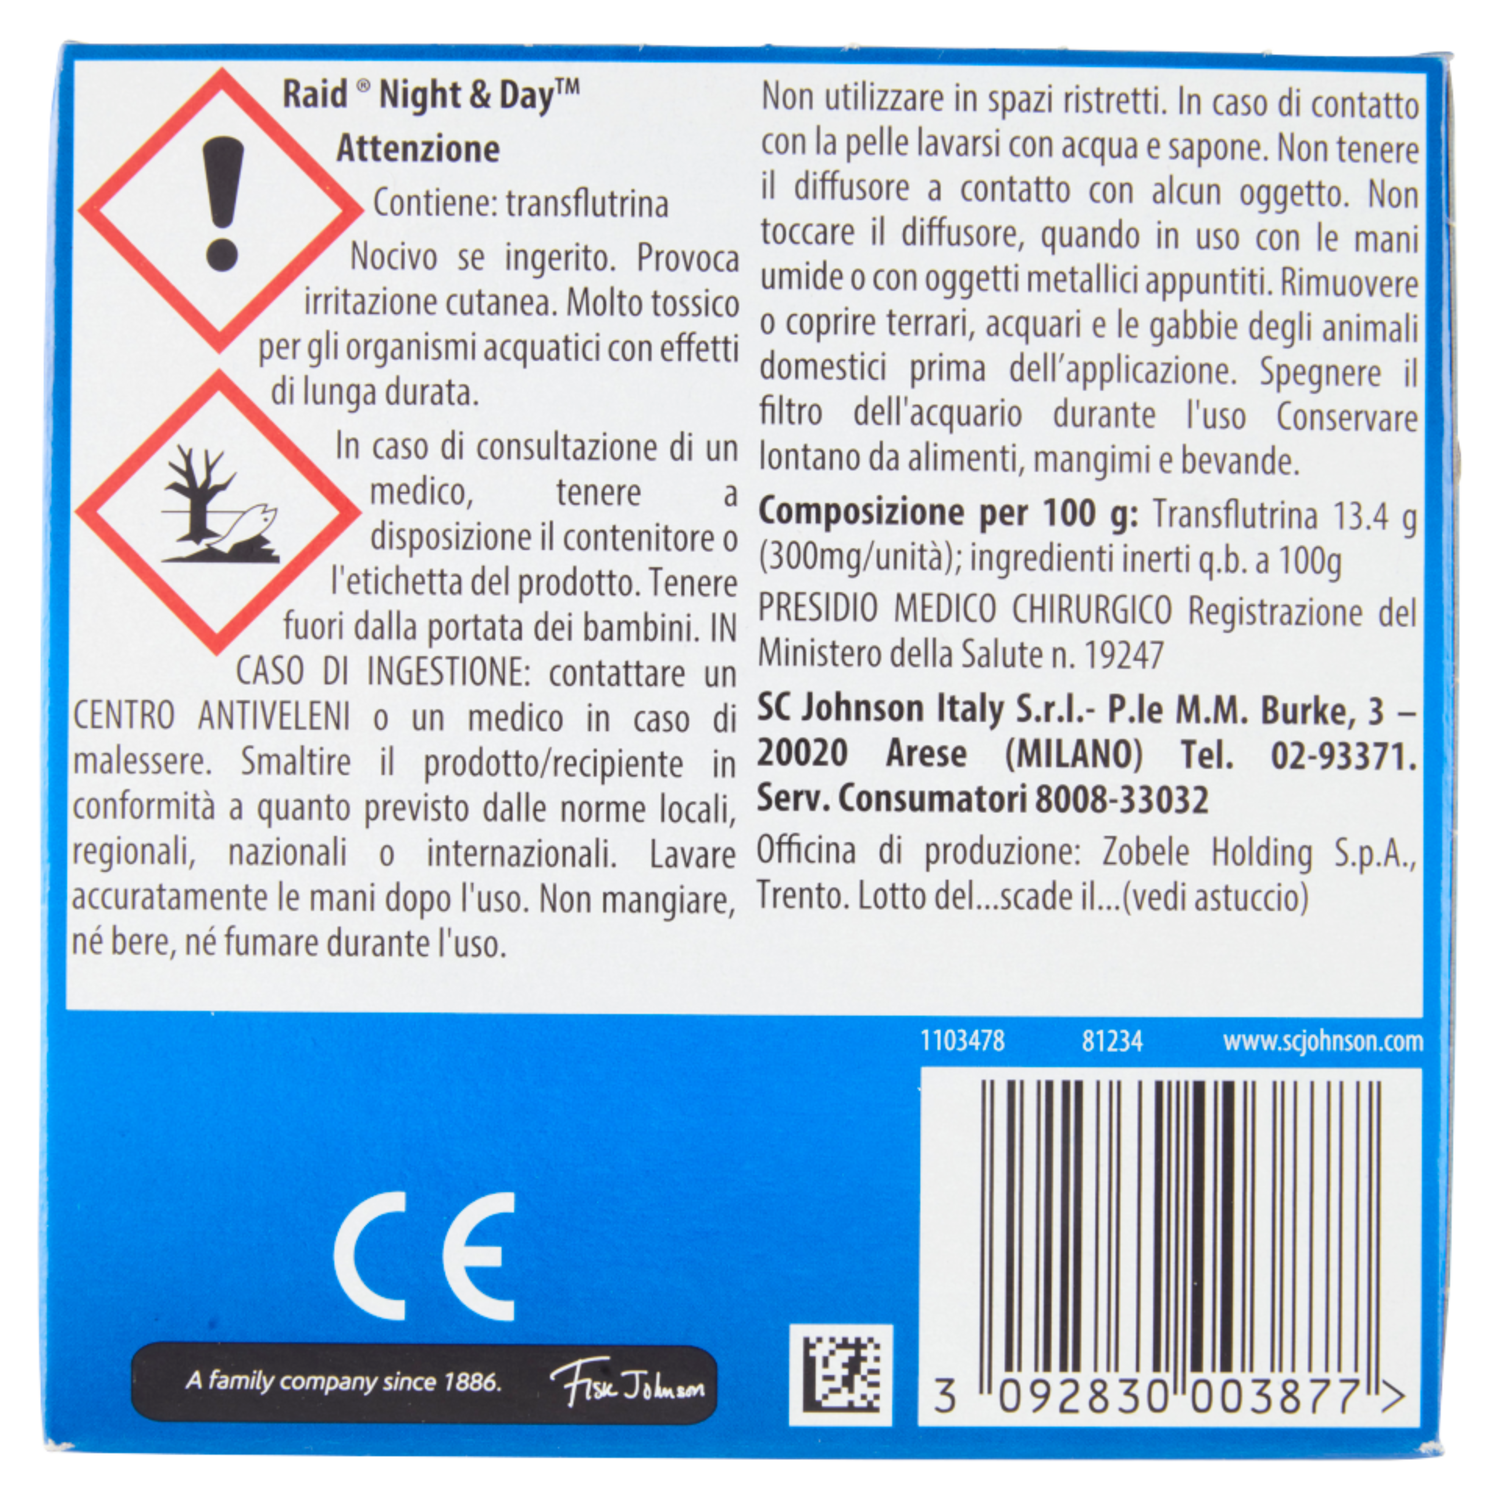 Raid ® Night & Day™
Attenzione
Contiene: transflutrina
Nocivo se ingerito. Provoca
irritazione cutanea. Molto tossico
per gli organismi acquatici con effetti
di lunga durata.
In caso di consultazione di un
medico, tenere a
disposizione il contenitore o
l'etichetta del prodotto. Tenere
fuori dalla portata dei bambini. IN
CASO DI INGESTIONE: contattare un
CENTRO ANTIVELENI o un medico in caso di
malessere. Smaltire il prodotto/recipiente in
conformità a quanto previsto dalle norme locali,
regionali, nazionali o internazionali. Lavare
accuratamente le mani dopo l'uso. Non mangiare,
né bere, né fumare durante l'uso.
Non utilizzare in spazi ristretti. In caso di contatto
con la pelle lavarsi con acqua e sapone. Non tenere
il diffusore a contatto con alcun oggetto. Non
toccare il diffusore, quando in uso con le mani
umide o con oggetti metallici appuntiti. Rimuovere
o coprire terrari, acquari e le gabbie degli animali
domestici prima dell’applicazione. Spegnere il
filtro dell'acquario durante l'uso Conservare
lontano da alimenti, mangimi e bevande.
Composizione per 100 g: Transflutrina 13.4 g
(300mg/unità); ingredienti inerti q.b. a 100g
PRESIDIO MEDICO CHIRURGICO Registrazione del
Ministero della Salute n. 19247
SC Johnson Italy S.r.l.- P.le M.M. Burke, 3 –
20020 Arese (MILANO) Tel. 02-93371.
Serv. Consumatori 8008-33032
Officina di produzione: Zobele Holding S.p.A.,
Trento. Lotto del...scade il...(vedi astuccio)
1103478 81234 www.scjohnson.com
CE
A family company since 1886. Fisk Johnson
3 092830 003877 >